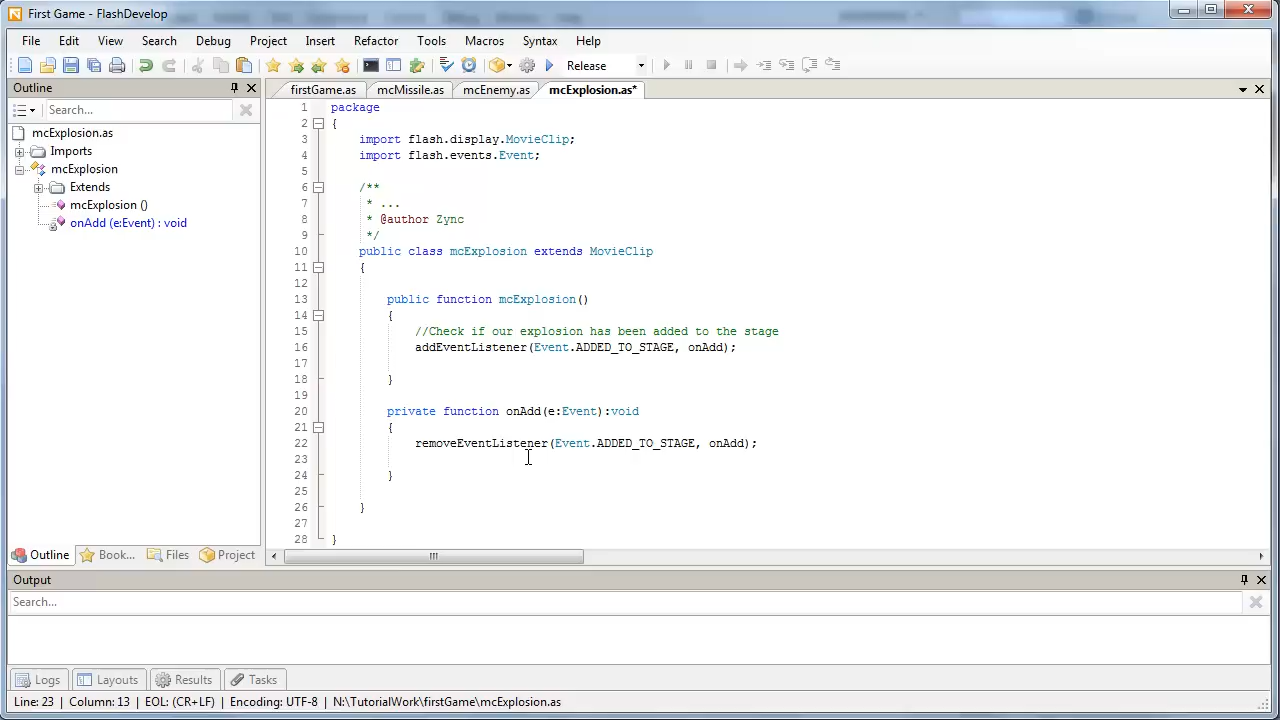 First Game - FlashDevelop
File Edit View Search Debug Project Insert Refactor Tools Macros Syntax Help
Release
Outline
firstGame.as mcMissile.as mcEnemy.as mcExplosion.as*
Search...
mcExplosion.as
Imports
mcExplosion
Extends
mcExplosion ()
onAdd (e:Event) : void
1 package
2 {
3 import flash.display.MovieClip;
4 import flash.events.Event;
5
6 /**
7 * ...
8 * @author Zync
9 */
10 public class mcExplosion extends MovieClip
11 {
12
13 public function mcExplosion()
14 {
15 //Check if our explosion has been added to the stage
16 addEventListener(Event.ADDED_TO_STAGE, onAdd);
17
18 }
19
20 private function onAdd(e:Event):void
21 {
22 removeEventListener(Event.ADDED_TO_STAGE, onAdd);
23
24 }
25
26 }
27
28 }
Outline Book... Files Project
Output
Search...
Logs Layouts Results Tasks
Line: 23 | Column: 13 | EOL: (CR+LF) | Encoding: UTF-8 | N:\TutorialWork\firstGame\mcExplosion.as